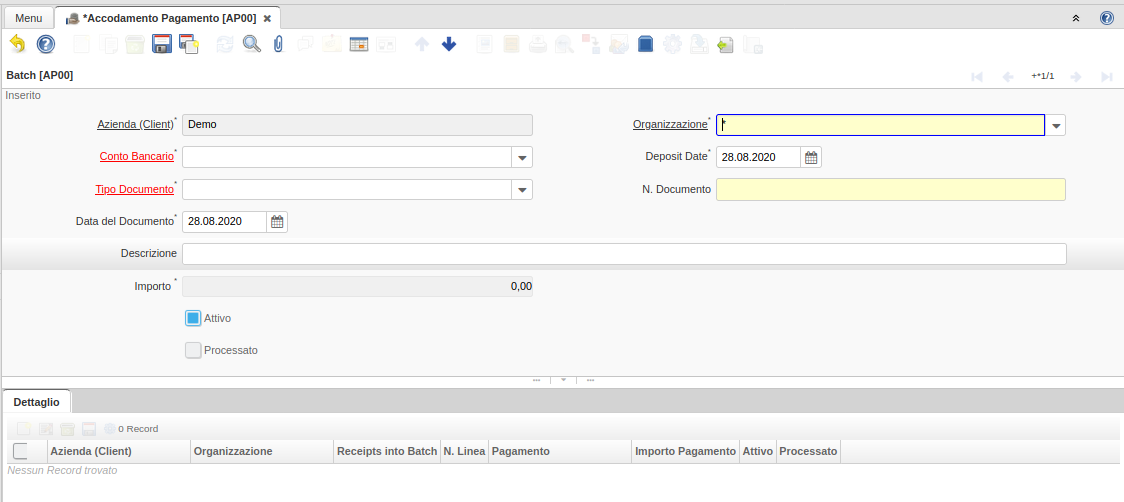 Menu *Accodamento Pagamento [AP00]
Batch [AP00] +*1/1
Inserito
Azienda (Client)* Demo Organizzazione* *
Conto Bancario* Deposit Date* 28.08.2020
Tipo Documento* N. Documento
Data del Documento* 28.08.2020
Descrizione
Importo * 0,00
Attivo
Processato
Dettaglio
0 Record
Azienda (Client) Organizzazione Receipts into Batch N. Linea Pagamento Importo Pagamento Attivo Processato
Nessun Record trovato